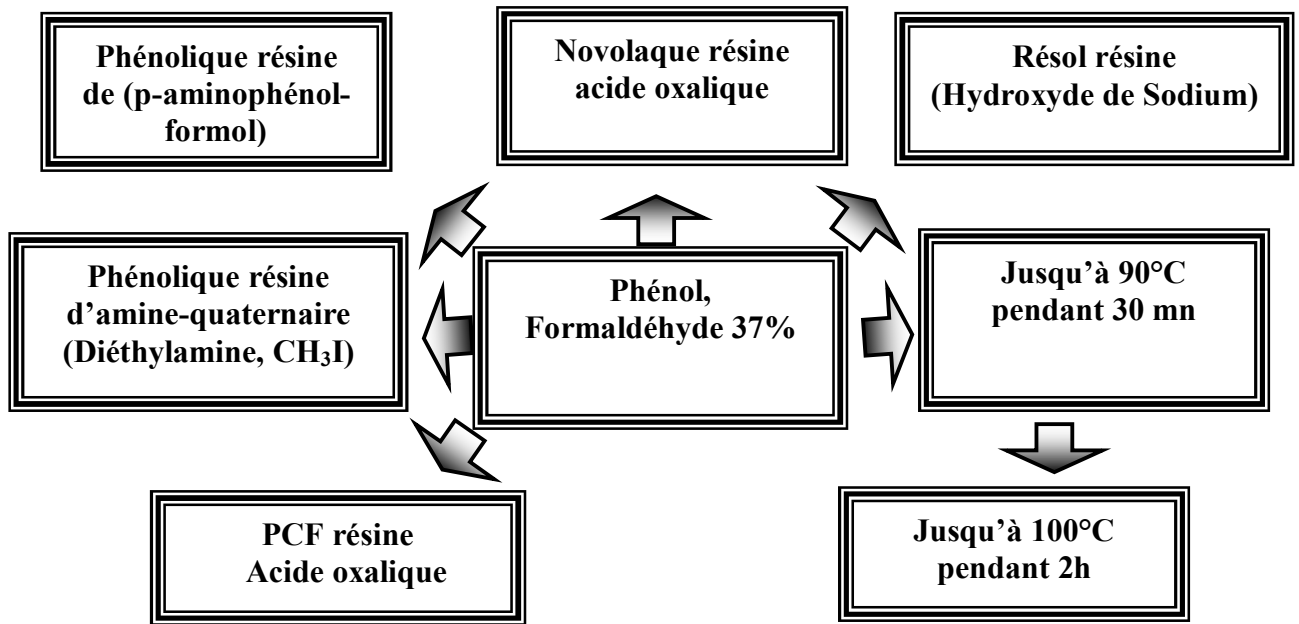 Phénolique résine
de (p-aminophénol-
formol)
Novolaque résine
acide oxalique
Résol résine
(Hydroxyde de Sodium)
Phénolique résine
d’amine-quaternaire
(Diéthylamine, CH₃I)
Phénol,
Formaldéhyde 37%
Jusqu’à 90°C
pendant 30 mn
PCF résine
Acide oxalique
Jusqu’à 100°C
pendant 2h